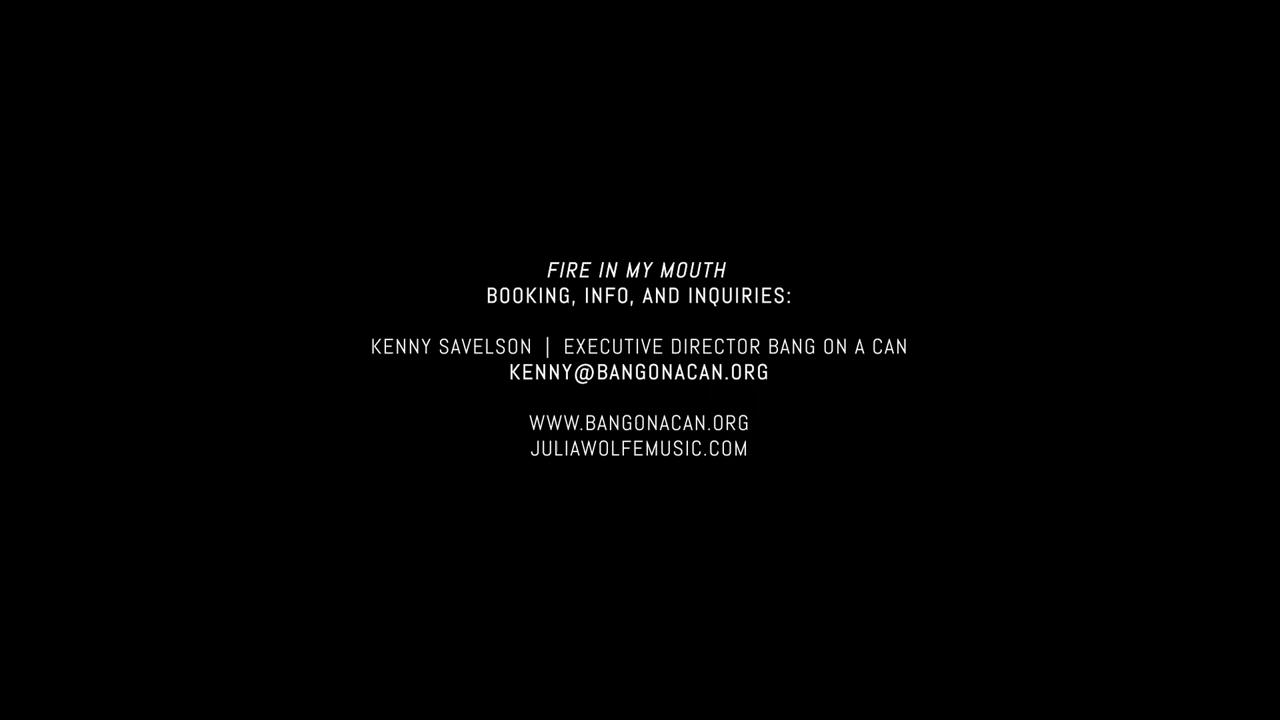 FIRE IN MY MOUTH
BOOKING, INFO, AND INQUIRIES:
KENNY SAVELSON | EXECUTIVE DIRECTOR BANG ON A CAN
KENNY@BANGONACAN.ORG
WWW.BANGONACAN.ORG
JULIAWOLFEMUSIC.COM